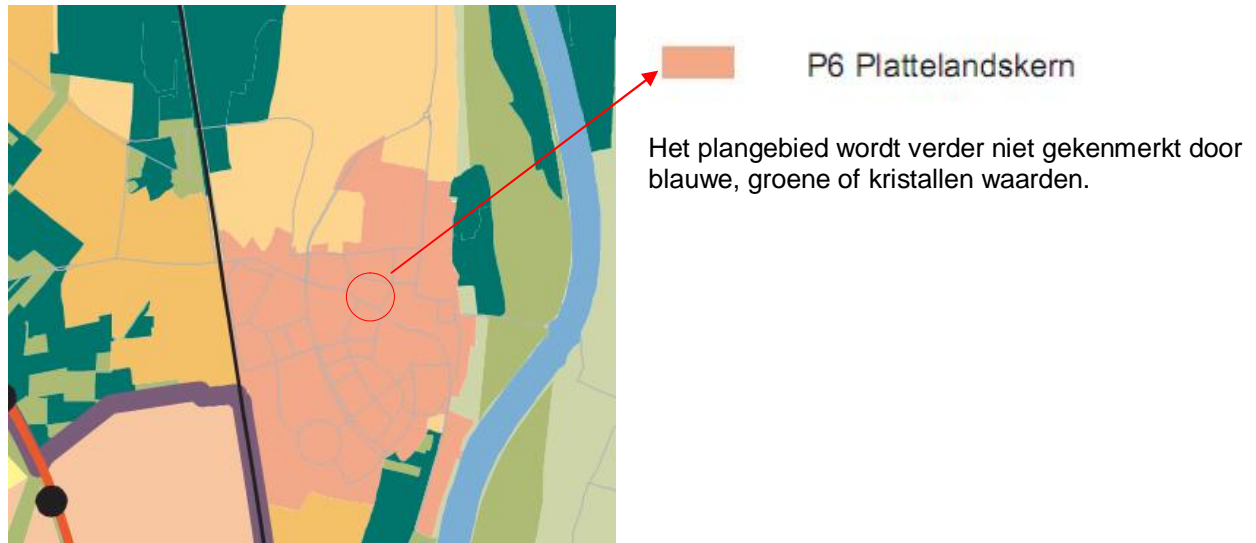 P6 Plattelandskern
Het plangebied wordt verder niet gekenmerkt door
blauwe, groene of kristallen waarden.